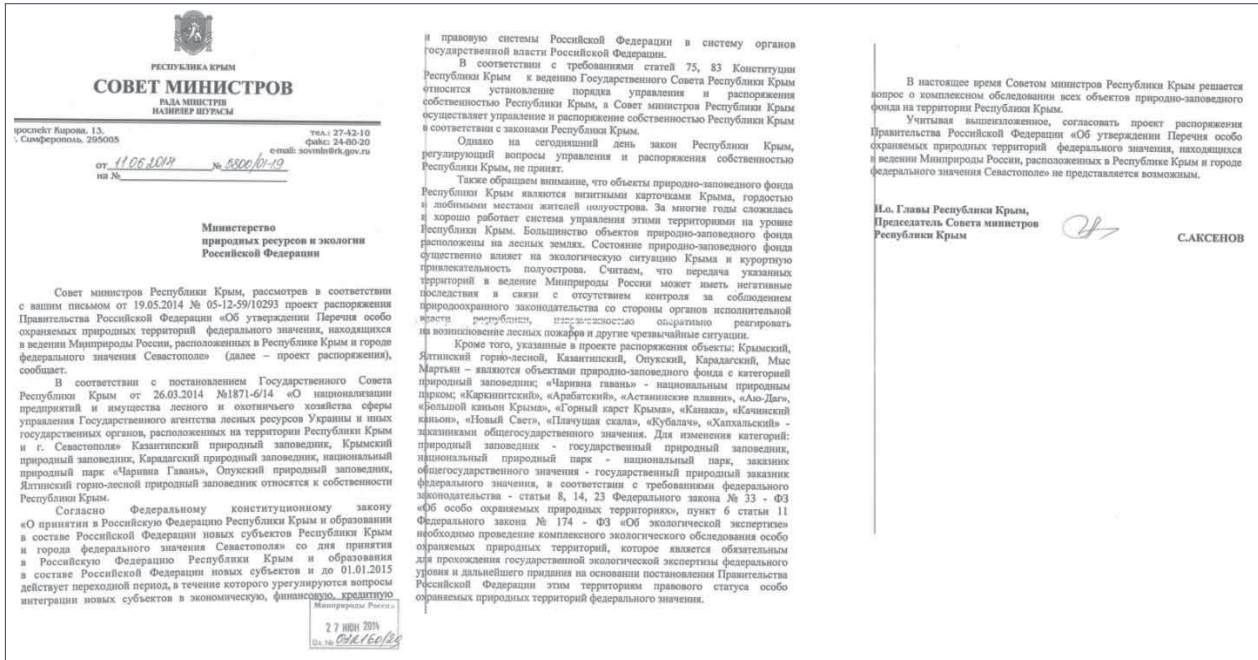 РЕСПУБЛИКА КРЫМ
СОВЕТ МИНИСТРОВ
РАДА МІНІСТРІВ
НАЗИРЛЕР ШУРАСЫ
проспект Кирова, 13,
г. Симферополь, 295005
тел.: 27-42-10
факс: 24-80-20
e-mail: sovmin@rk.gov.ru
от 11.06.2014 № 5800/01-19
на №
Министерство
природных ресурсов и экологии
Российской Федерации
Совет министров Республики Крым, рассмотрев в соответствии
с вашим письмом от 19.05.2014 № 05-12-59/10293 проект распоряжения
Правительства Российской Федерации «Об утверждении Перечня особо
охраняемых природных территорий федерального значения, находящихся
в ведении Минприроды России, расположенных в Республике Крым и городе
федерального значения Севастополе» (далее – проект распоряжения),
сообщает.
В соответствии с постановлением Государственного Совета
Республики Крым от 26.03.2014 №1871-6/14 «О национализации
предприятий и имущества лесного и охотничьего хозяйства сферы
управления Государственного агентства лесных ресурсов Украины и иных
государственных органов, расположенных на территории Республики Крым
и г. Севастополя» Казантипский природный заповедник, Крымский
природный заповедник, Карадагский природный заповедник, национальный
природный парк «Чаривна Гавань», Опукский природный заповедник,
Ялтинский горно-лесной природный заповедник относятся к собственности
Республики Крым.
Согласно Федеральному конституционному закону
«О принятии в Российскую Федерацию Республики Крым и образовании
в составе Российской Федерации новых субъектов Республики Крым
и города федерального значения Севастополя» со дня принятия
в Российскую Федерацию Республики Крым и образования
в составе Российской Федерации новых субъектов и до 01.01.2015
действует переходной период, в течение которого урегулируются вопросы
интеграции новых субъектов в экономическую, финансовую, кредитную
Минприроды России
27 ИЮН 2014
Вх. №
и правовую системы Российской Федерации в систему органов
государственной власти Российской Федерации.
В соответствии с требованиями статей 75, 83 Конституции
Республики Крым к ведению Государственного Совета Республики Крым
относится установление порядка управления и распоряжения
собственностью Республики Крым, а Совет министров Республики Крым
осуществляет управление и распоряжение собственностью Республики Крым
в соответствии с законами Республики Крым.
Однако на сегодняшний день закон Республики Крым,
регулирующий вопросы управления и распоряжения собственностью
Республики Крым, не принят.
Также обращаем внимание, что объекты природно-заповедного фонда
Республики Крым являются визитными карточками Крыма, гордостью
и любимыми местами жителей полуострова. За многие годы сложилась
и хорошо работает система управления этими территориями на уровне
Республики Крым. Большинство объектов природно-заповедного фонда
расположены на лесных землях. Состояние природно-заповедного фонда
существенно влияет на экологическую ситуацию Крыма и курортную
привлекательность полуострова. Считаем, что передача указанных
территорий в ведение Минприроды России может иметь негативные
последствия в связи с отсутствием контроля за соблюдением
природоохранного законодательства со стороны органов исполнительной
власти республики, невозможностью оперативно реагировать
на возникновение лесных пожаров и другие чрезвычайные ситуации.
Кроме того, указанные в проекте распоряжения объекты: Крымский,
Ялтинский горно-лесной, Казантипский, Опукский, Карадагский, Мыс
Мартьян – являются объектами природно-заповедного фонда с категорией
природный заповедник; «Чаривна гавань» - национальным природным
парком; «Каркинитский», «Арабатский», «Астанинские плавни», «Аю-Даг»,
«Большой каньон Крыма», «Горный карст Крыма», «Канака», «Качинский
каньон», «Новый Свет», «Плачущая скала», «Кубалач», «Хапхальский» -
заказниками общегосударственного значения. Для изменения категорий:
природный заповедник - государственный природный заповедник,
национальный природный парк - национальный парк, заказник
общегосударственного значения - государственный природный заказник
федерального значения, в соответствии с требованиями федерального
законодательства - статьи 8, 14, 23 Федерального закона № 33 - ФЗ
«Об особо охраняемых природных территориях», пункт 6 статьи 11
Федерального закона № 174 - ФЗ «Об экологической экспертизе»
необходимо проведение комплексного экологического обследования особо
охраняемых природных территорий, которое является обязательным
для прохождения государственной экологической экспертизы федерального
уровня и дальнейшего придания на основании постановления Правительства
Российской Федерации этим территориям правового статуса особо
охраняемых природных территорий федерального значения.
В настоящее время Советом министров Республики Крым решается
вопрос о комплексном обследовании всех объектов природно-заповедного
фонда на территории Республики Крым.
Учитывая вышеизложенное, согласовать проект распоряжения
Правительства Российской Федерации «Об утверждении Перечня особо
охраняемых природных территорий федерального значения, находящихся
в ведении Минприроды России, расположенных в Республике Крым и городе
федерального значения Севастополе» не представляется возможным.
И.о. Главы Республики Крым,
Председатель Совета министров
Республики Крым
С.АКСЕНОВ